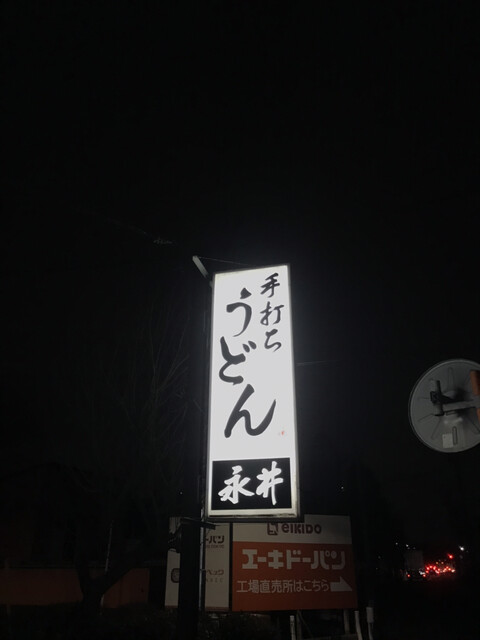 手打ち
うどん
永井
EIKIDO
エーキドーパン
工場直売所はこちら